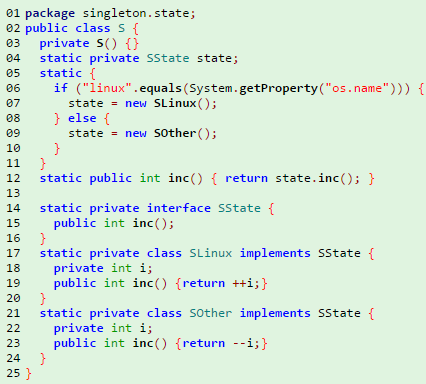 01 package singleton.state;
02 public class S {
03   private S() {}
04   static private SState state;
05   static {
06     if ("linux".equals(System.getProperty("os.name"))) {
07       state = new SLinux();
08     } else {
09       state = new SOther();
10     }
11   }
12   static public int inc() { return state.inc(); }
13
14   static private interface SState {
15     public int inc();
16   }
17   static private class SLinux implements SState {
18     private int i;
19     public int inc() {return ++i;}
20   }
21   static private class SOther implements SState {
22     private int i;
23     public int inc() {return --i;}
24   }
25 }